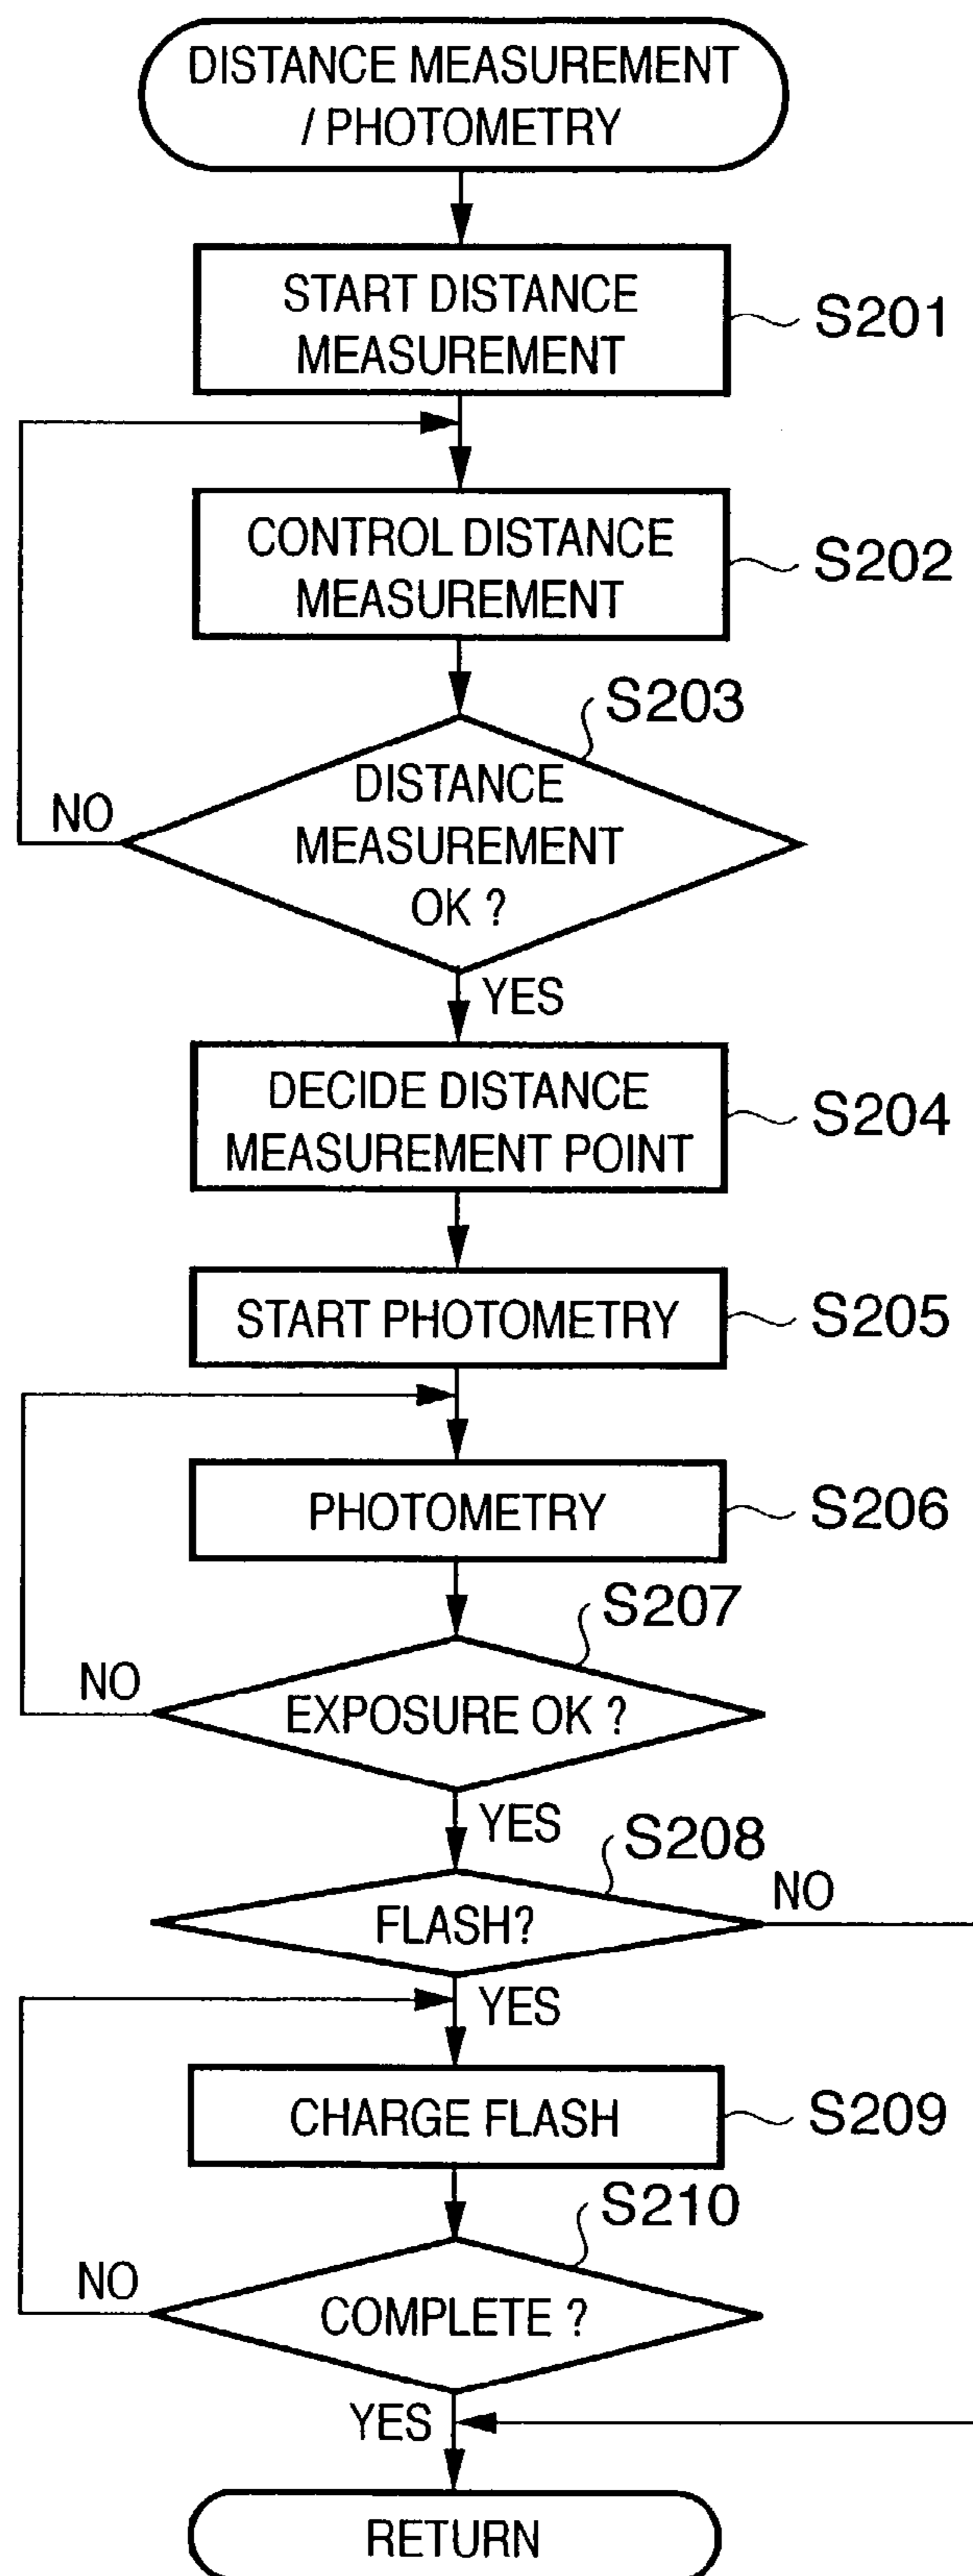 DISTANCE MEASUREMENT
/ PHOTOMETRY
START DISTANCE
MEASUREMENT
S201
CONTROL DISTANCE
MEASUREMENT
S202
S203
DISTANCE
MEASUREMENT
OK ?
NO
YES
DECIDE DISTANCE
MEASUREMENT POINT
S204
START PHOTOMETRY
S205
PHOTOMETRY
S206
S207
EXPOSURE OK ?
NO
YES
S208
FLASH?
NO
YES
CHARGE FLASH
S209
S210
COMPLETE ?
NO
YES
RETURN